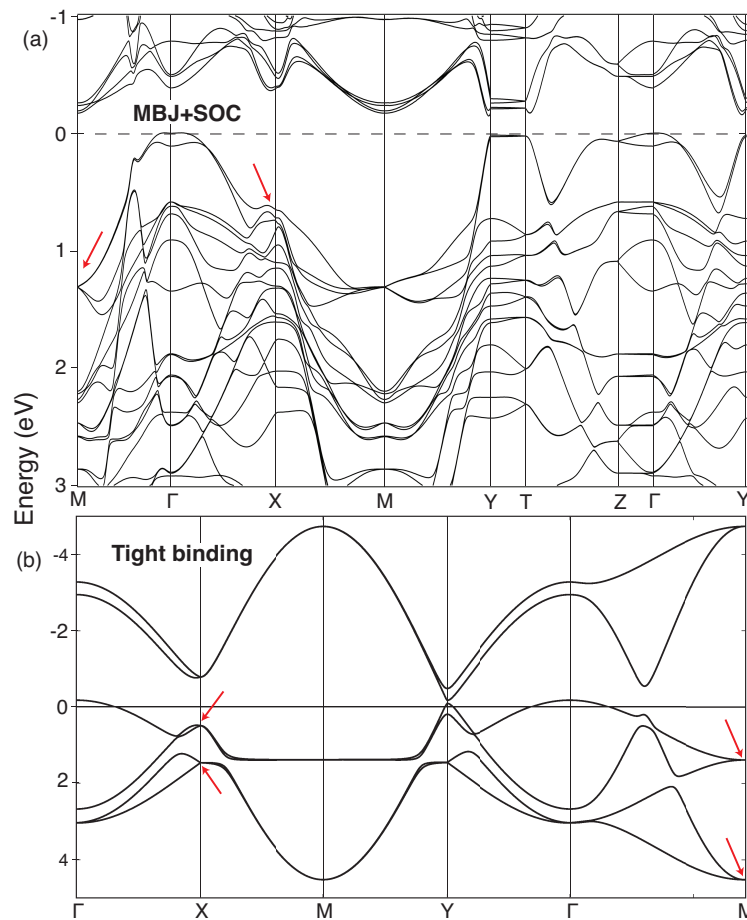 -1
(a)
MBJ+SOC
0
1
2
3
M Γ X M Y T Z Γ Y
Energy (eV)
(b)
Tight binding
-4
-2
0
2
4
Γ X M Y Γ M